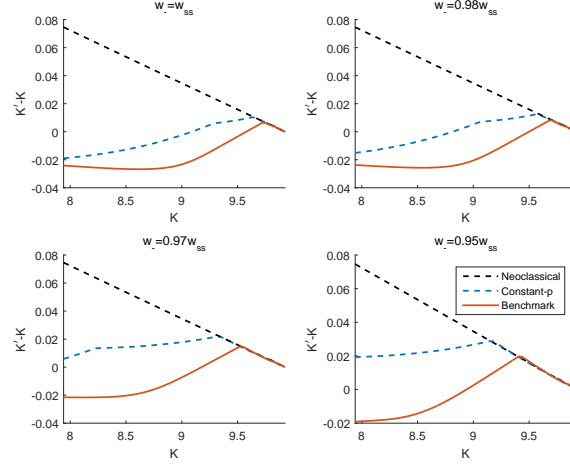 w_=w_ss
w_=0.98w_ss
0.08
0.06
0.04
0.02
0
-0.02
-0.04
K'-K
8
8.5
9
9.5
K
0.08
0.06
0.04
0.02
0
-0.02
-0.04
K'-K
8
8.5
9
9.5
K
w_=0.97w_ss
w_=0.95w_ss
0.08
0.06
0.04
0.02
0
-0.02
-0.04
K'-K
8
8.5
9
9.5
K
0.08
0.06
0.04
0.02
0
-0.02
K'-K
8
8.5
9
9.5
K
Neoclassical
Constant-p
Benchmark